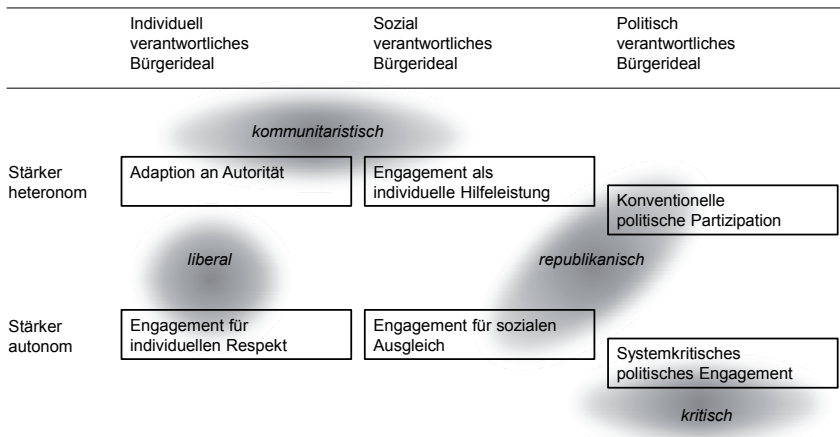 Individuell
verantwortliches
Bürgerideal
Sozial
verantwortliches
Bürgerideal
Politisch
verantwortliches
Bürgerideal
kommunitaristisch
Stärker
heteronom
Adaption an Autorität
Engagement als
individuelle Hilfeleistung
Konventionelle
politische Partizipation
liberal
republikanisch
Stärker
autonom
Engagement für
individuellen Respekt
Engagement für sozialen
Ausgleich
Systemkritisches
politisches Engagement
kritisch